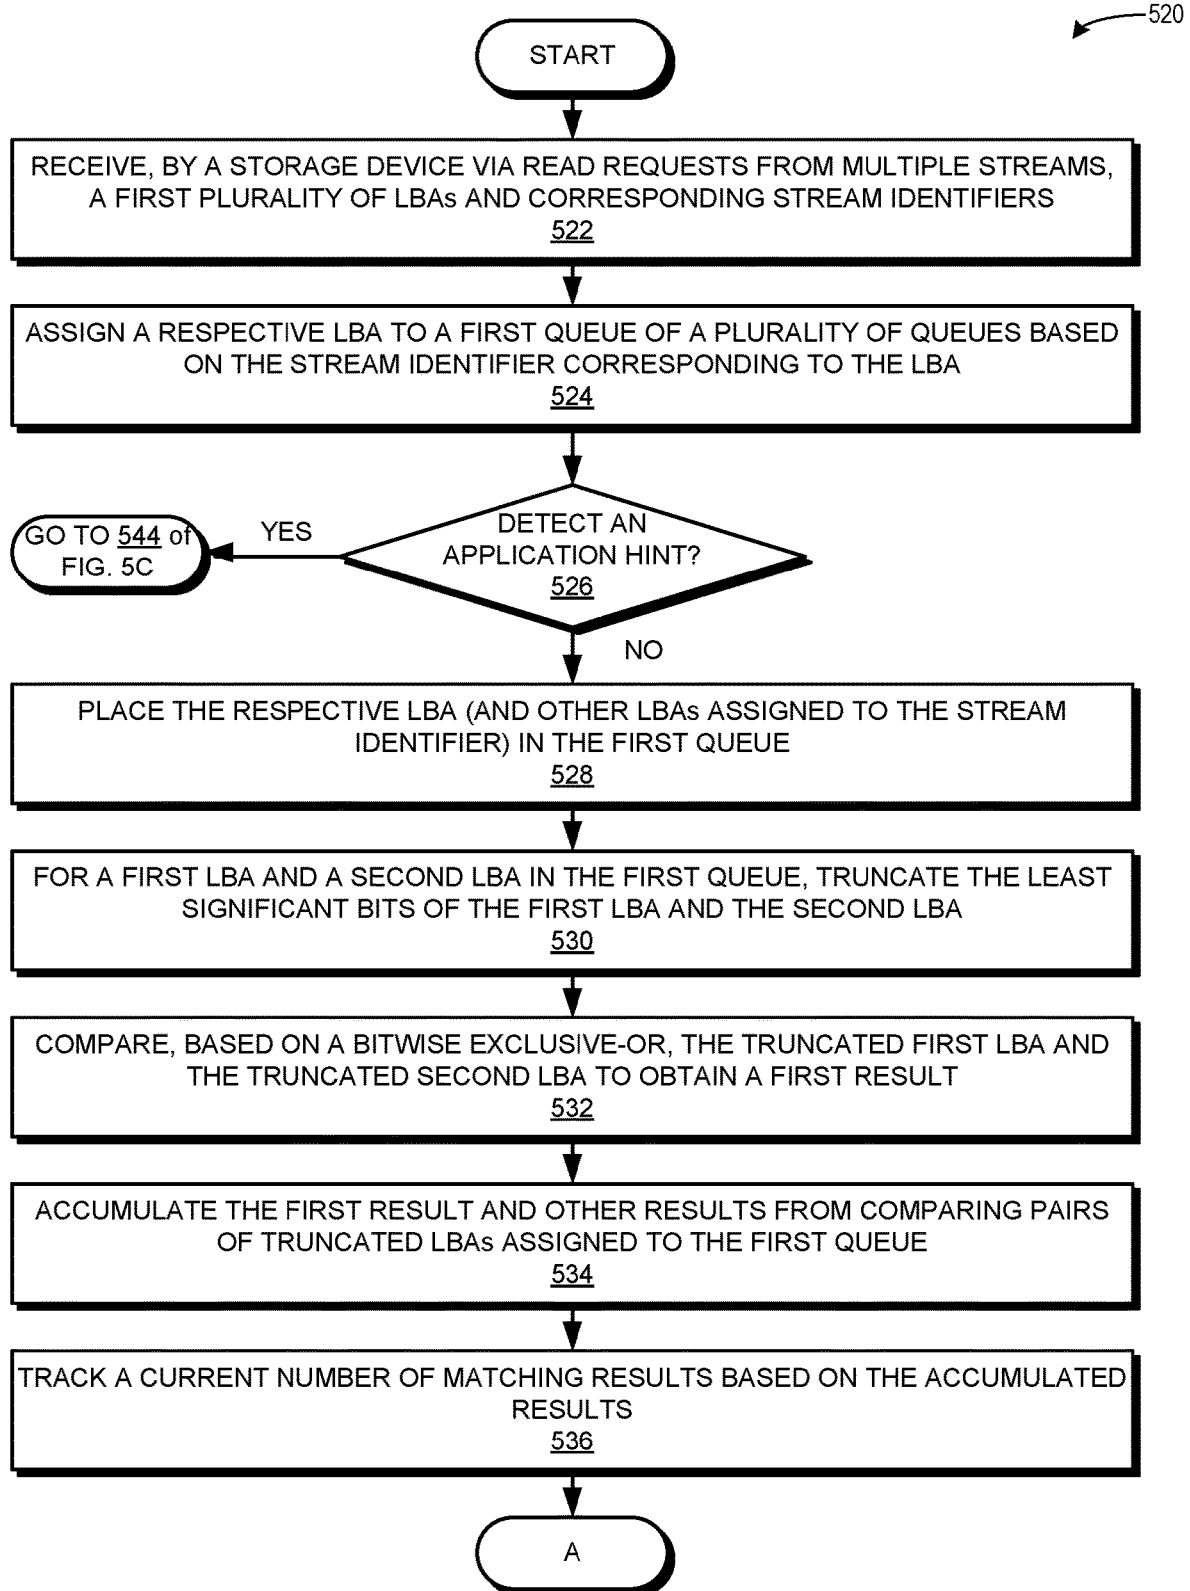 520
START
RECEIVE, BY A STORAGE DEVICE VIA READ REQUESTS FROM MULTIPLE STREAMS,
A FIRST PLURALITY OF LBAs AND CORRESPONDING STREAM IDENTIFIERS
522
ASSIGN A RESPECTIVE LBA TO A FIRST QUEUE OF A PLURALITY OF QUEUES BASED
ON THE STREAM IDENTIFIER CORRESPONDING TO THE LBA
524
DETECT AN
APPLICATION HINT?
526
YES
GO TO 544 of
FIG. 5C
NO
PLACE THE RESPECTIVE LBA (AND OTHER LBAs ASSIGNED TO THE STREAM
IDENTIFIER) IN THE FIRST QUEUE
528
FOR A FIRST LBA AND A SECOND LBA IN THE FIRST QUEUE, TRUNCATE THE LEAST
SIGNIFICANT BITS OF THE FIRST LBA AND THE SECOND LBA
530
COMPARE, BASED ON A BITWISE EXCLUSIVE-OR, THE TRUNCATED FIRST LBA AND
THE TRUNCATED SECOND LBA TO OBTAIN A FIRST RESULT
532
ACCUMULATE THE FIRST RESULT AND OTHER RESULTS FROM COMPARING PAIRS
OF TRUNCATED LBAs ASSIGNED TO THE FIRST QUEUE
534
TRACK A CURRENT NUMBER OF MATCHING RESULTS BASED ON THE ACCUMULATED
RESULTS
536
A